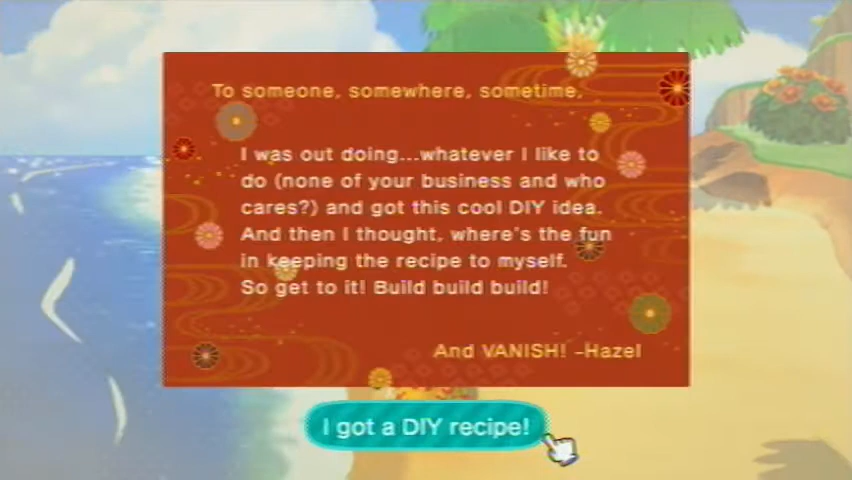 To someone, somewhere, sometime,
I was out doing...whatever I like to
do (none of your business and who
cares?) and got this cool DIY idea.
And then I thought, where's the fun
in keeping the recipe to myself.
So get to it! Build build build!
And VANISH! -Hazel
I got a DIY recipe!